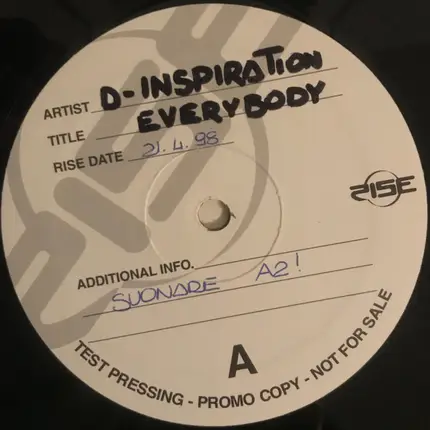 ARTIST D-INSPIRATION
TITLE EVERYBODY
RISE DATE 21.4.98
RISE
ADDITIONAL INFO.
SUONARE A2!
A
TEST PRESSING - PROMO COPY - NOT FOR SALE